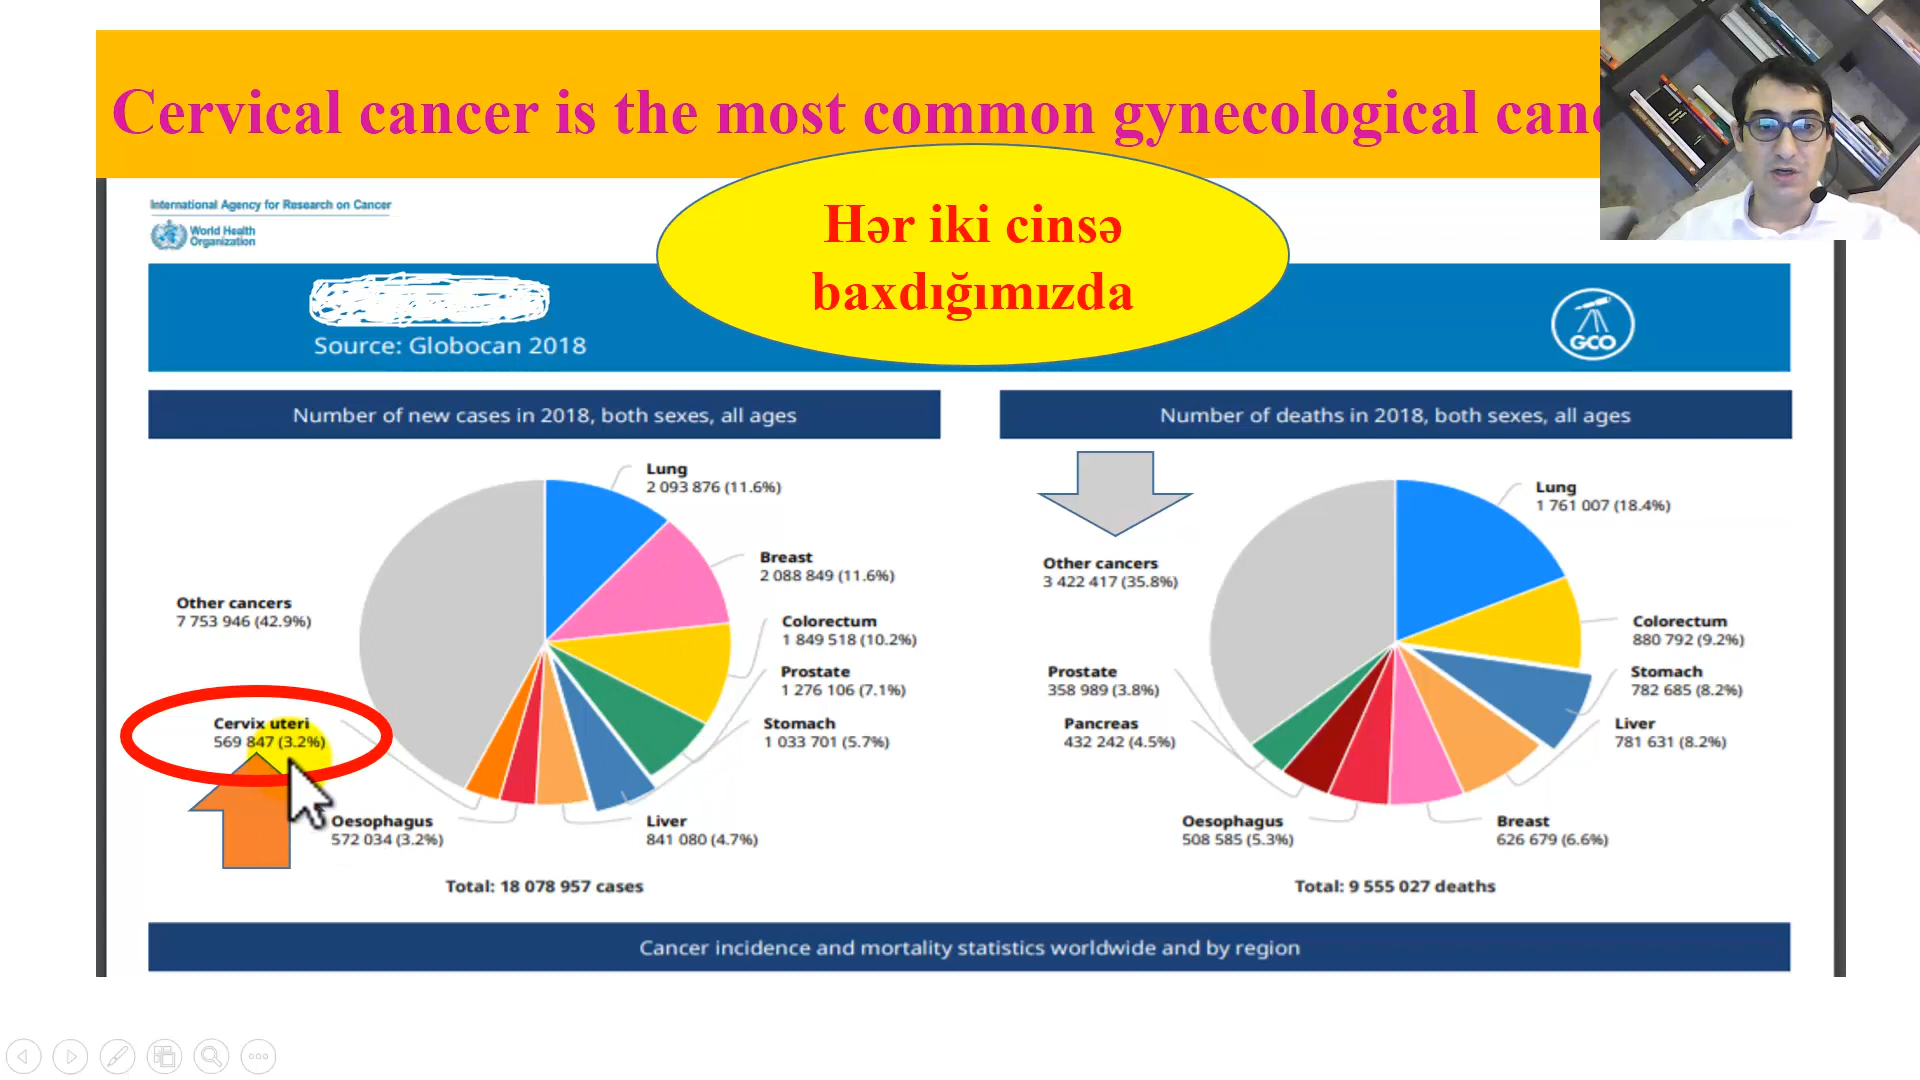 Cervical cancer is the most common gynecological
International Agency for Research on Cancer
World Health
Organization
Hər iki cinsə
baxdığımızda
Source: Globocan 2018
GCO
Number of new cases in 2018, both sexes, all ages
Lung
2 093 876 (11.6%)
Breast
2 088 849 (11.6%)
Colorectum
1 849 518 (10.2%)
Prostate
1 276 106 (7.1%)
Stomach
1 033 701 (5.7%)
Liver
841 080 (4.7%)
Oesophagus
572 034 (3.2%)
Cervix uteri
569 847 (3.2%)
Other cancers
7 753 946 (42.9%)
Total: 18 078 957 cases
Number of deaths in 2018, both sexes, all ages
Lung
1 761 007 (18.4%)
Colorectum
880 792 (9.2%)
Stomach
782 685 (8.2%)
Liver
781 631 (8.2%)
Breast
626 679 (6.6%)
Oesophagus
508 585 (5.3%)
Pancreas
432 242 (4.5%)
Prostate
358 989 (3.8%)
Other cancers
3 422 417 (35.8%)
Total: 9 555 027 deaths
Cancer incidence and mortality statistics worldwide and by region